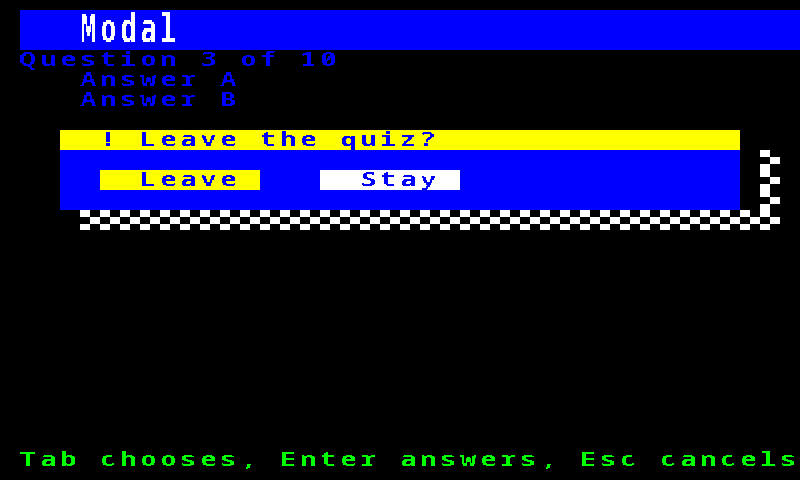 Modal
Question 3 of 10
Answer A
Answer B
! Leave the quiz?
Leave Stay
Tab chooses, Enter answers, Esc cancels